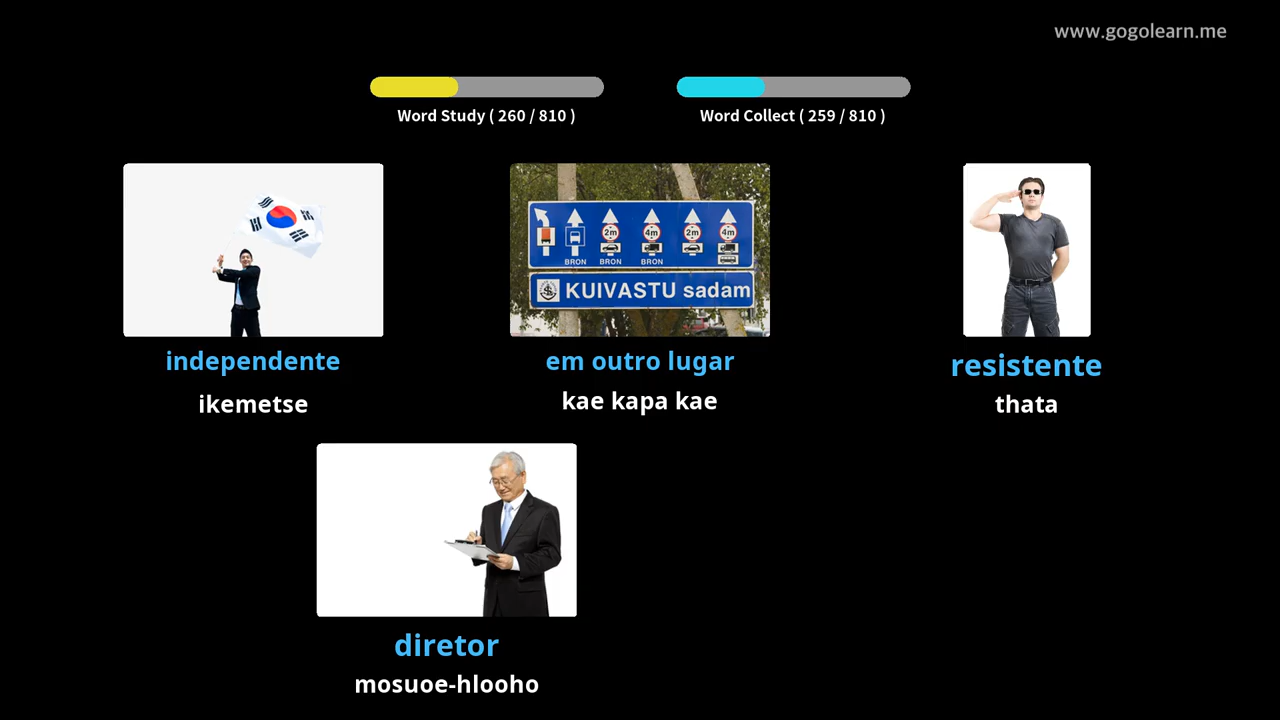 www.gogolearn.me
Word Study ( 260 / 810 )
Word Collect ( 259 / 810 )
2m
4m
2m
4m
BRON
BRON
BRON
KUIVASTU sadam
independente
em outro lugar
resistente
ikemetse
kae kapa kae
thata
diretor
mosuoe-hlooho